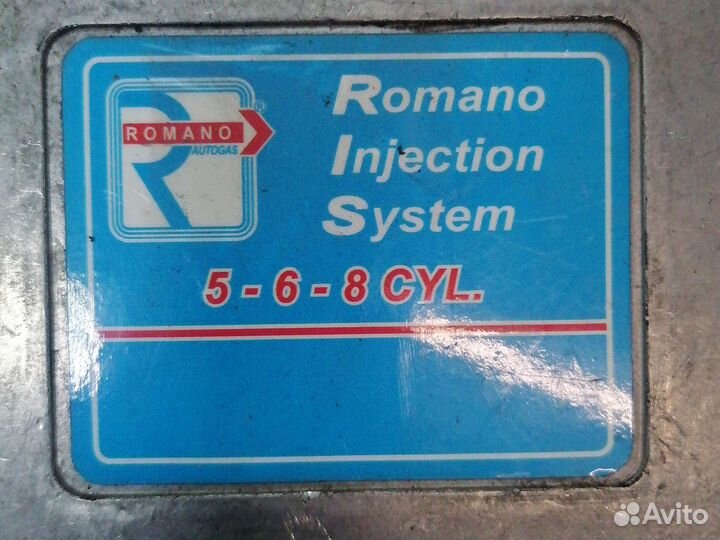 ROMANO
AUTOGAS
®
Romano
Injection
System
5 - 6 - 8 CYL.
Avito